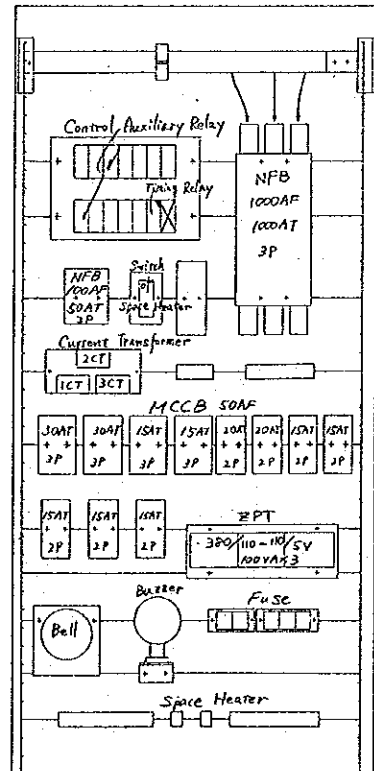 Control Auxiliary Relay
Timing Relay
NFB
1000AF
1000AT
3P
NFB
100AF
50AT
2P
Switch
Space Heater
Current Transformer
2CT
1CT 3CT
MCCB 50AF
30AT 30AT 15AT 15AT 20AT 20AT 15AT 15AT
3P 3P 3P 3P 2P 2P 2P 2P
15AT 15AT 15AT
2P 2P 2P
EPT
380/110-110/5V
100VA×3
Bell
Buzzer
Fuse
Space Heater